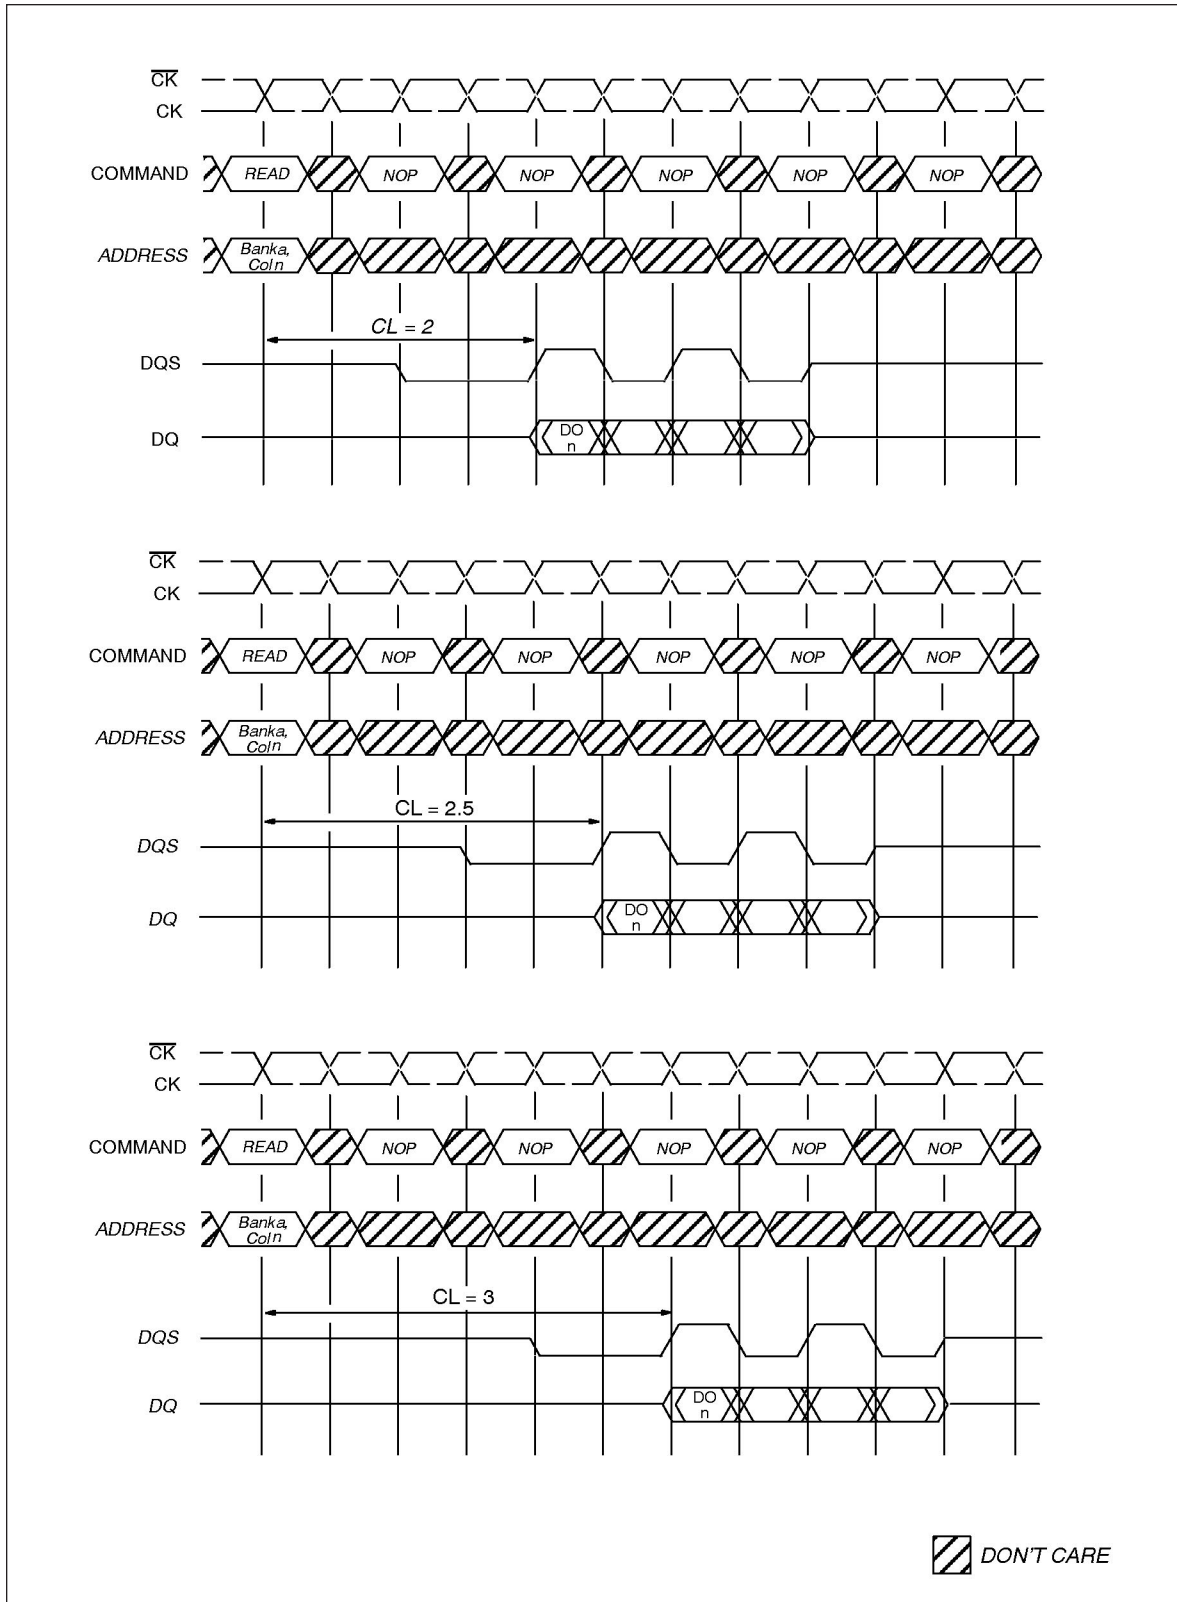 CK
CK
COMMAND READ NOP NOP NOP NOP NOP
ADDRESS Banka,
Col n
CL = 2
DQS
DQ DO
n
CK
CK
COMMAND READ NOP NOP NOP NOP NOP
ADDRESS Banka,
Col n
CL = 2.5
DQS
DQ DO
n
CK
CK
COMMAND READ NOP NOP NOP NOP NOP
ADDRESS Banka,
Col n
CL = 3
DQS
DQ DO
n
DON'T CARE